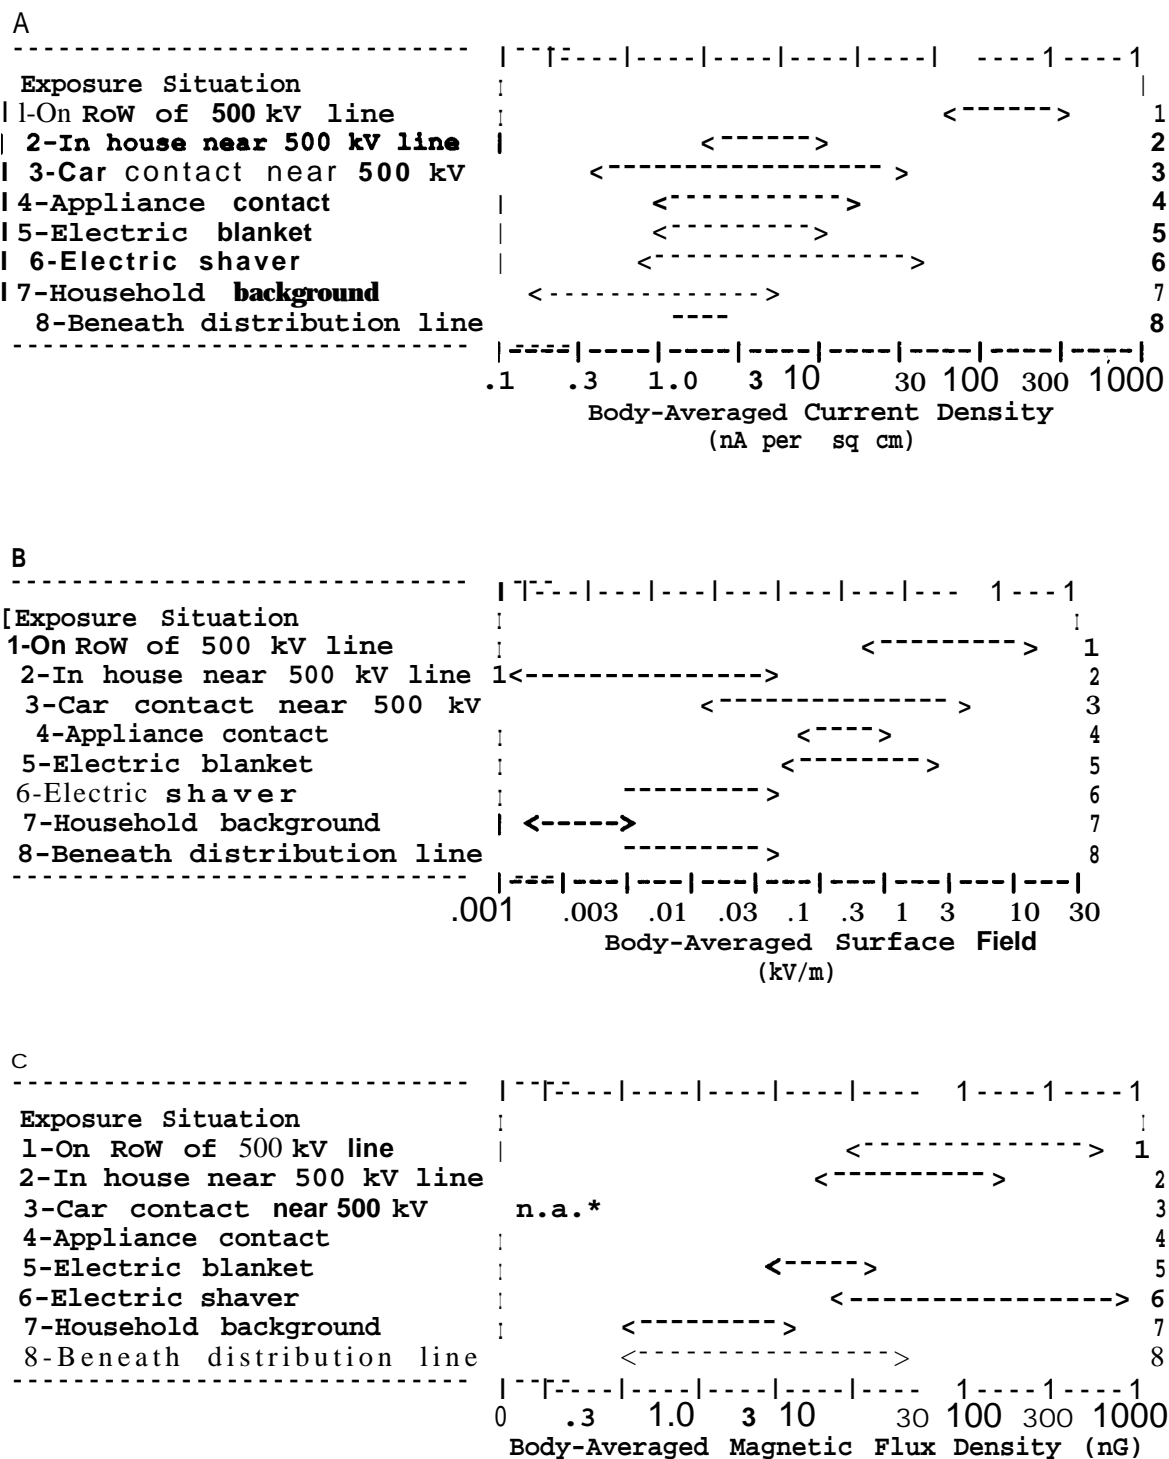 A
Exposure Situation
1-On RoW of 500 kV line 1
2-In house near 500 kV line 2
3-Car contact near 500 kV 3
4-Appliance contact 4
5-Electric blanket 5
6-Electric shaver 6
7-Household background 7
8-Beneath distribution line 8
.1 .3 1.0 3 10 30 100 300 1000
Body-Averaged Current Density
(nA per sq cm)
B
[Exposure Situation
1-On RoW of 500 kV line 1
2-In house near 500 kV line 2
3-Car contact near 500 kV 3
4-Appliance contact 4
5-Electric blanket 5
6-Electric shaver 6
7-Household background 7
8-Beneath distribution line 8
.001 .003 .01 .03 .1 .3 1 3 10 30
Body-Averaged Surface Field
(kV/m)
C
Exposure Situation
1-On RoW of 500 kV line 1
2-In house near 500 kV line 2
3-Car contact near 500 kV n.a.* 3
4-Appliance contact 4
5-Electric blanket 5
6-Electric shaver 6
7-Household background 7
8-Beneath distribution line 8
0 .3 1.0 3 10 30 100 300 1000
Body-Averaged Magnetic Flux Density (nG)